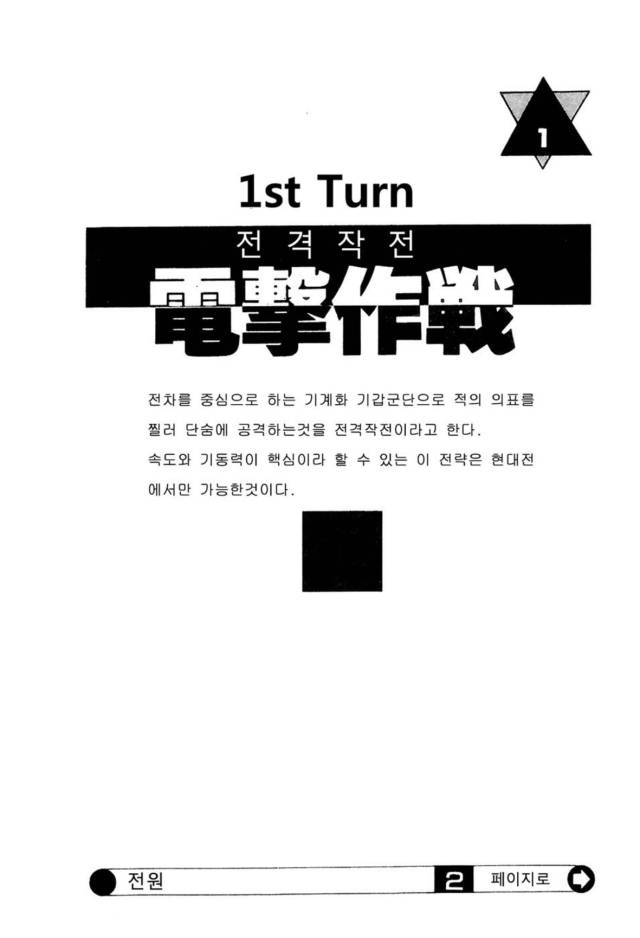 1
1st Turn
전격작전
電撃作戦
전차를 중심으로 하는 기계화 기갑군단으로 적의 의표를
찔러 단숨에 공격하는것을 전격작전이라고 한다.
속도와 기동력이 핵심이라 할 수 있는 이 전략은 현대전
에서만 가능한것이다.
전원 2 페이지로